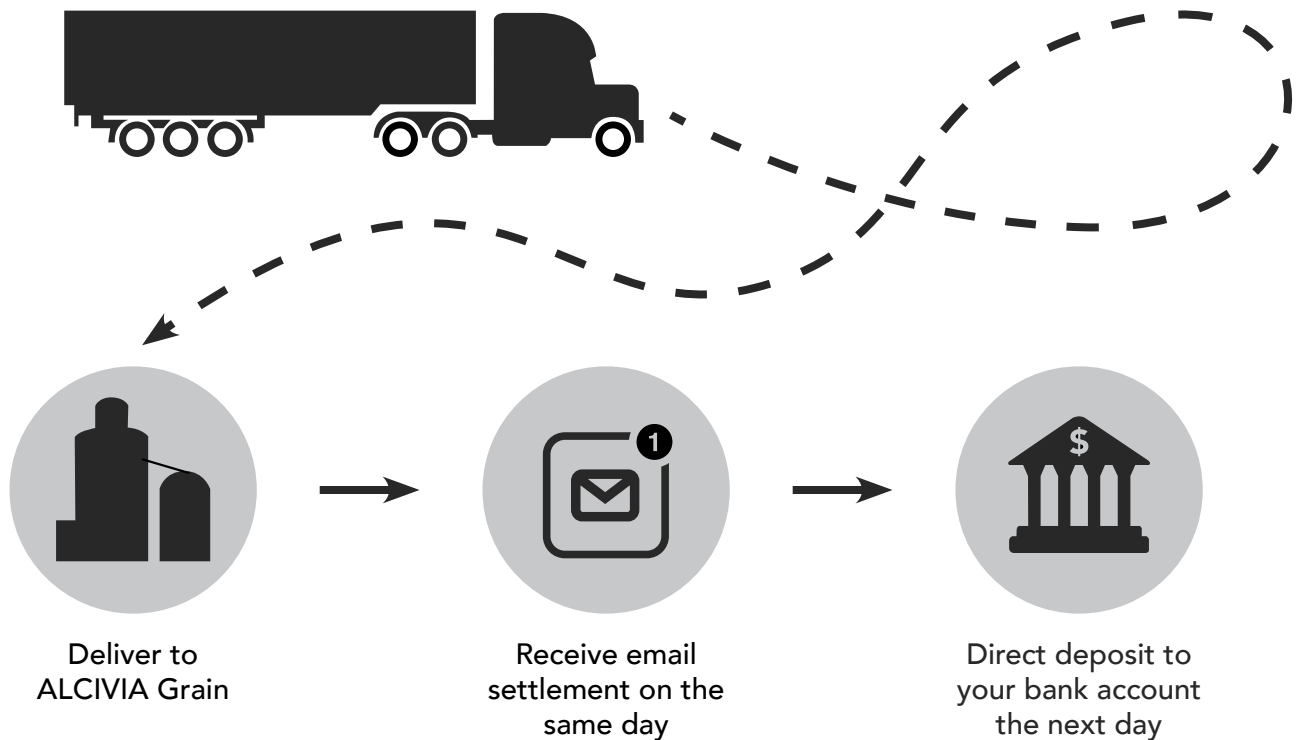 1
$
Deliver to
ALCIVIA Grain
Receive email
settlement on the
same day
Direct deposit to
your bank account
the next day